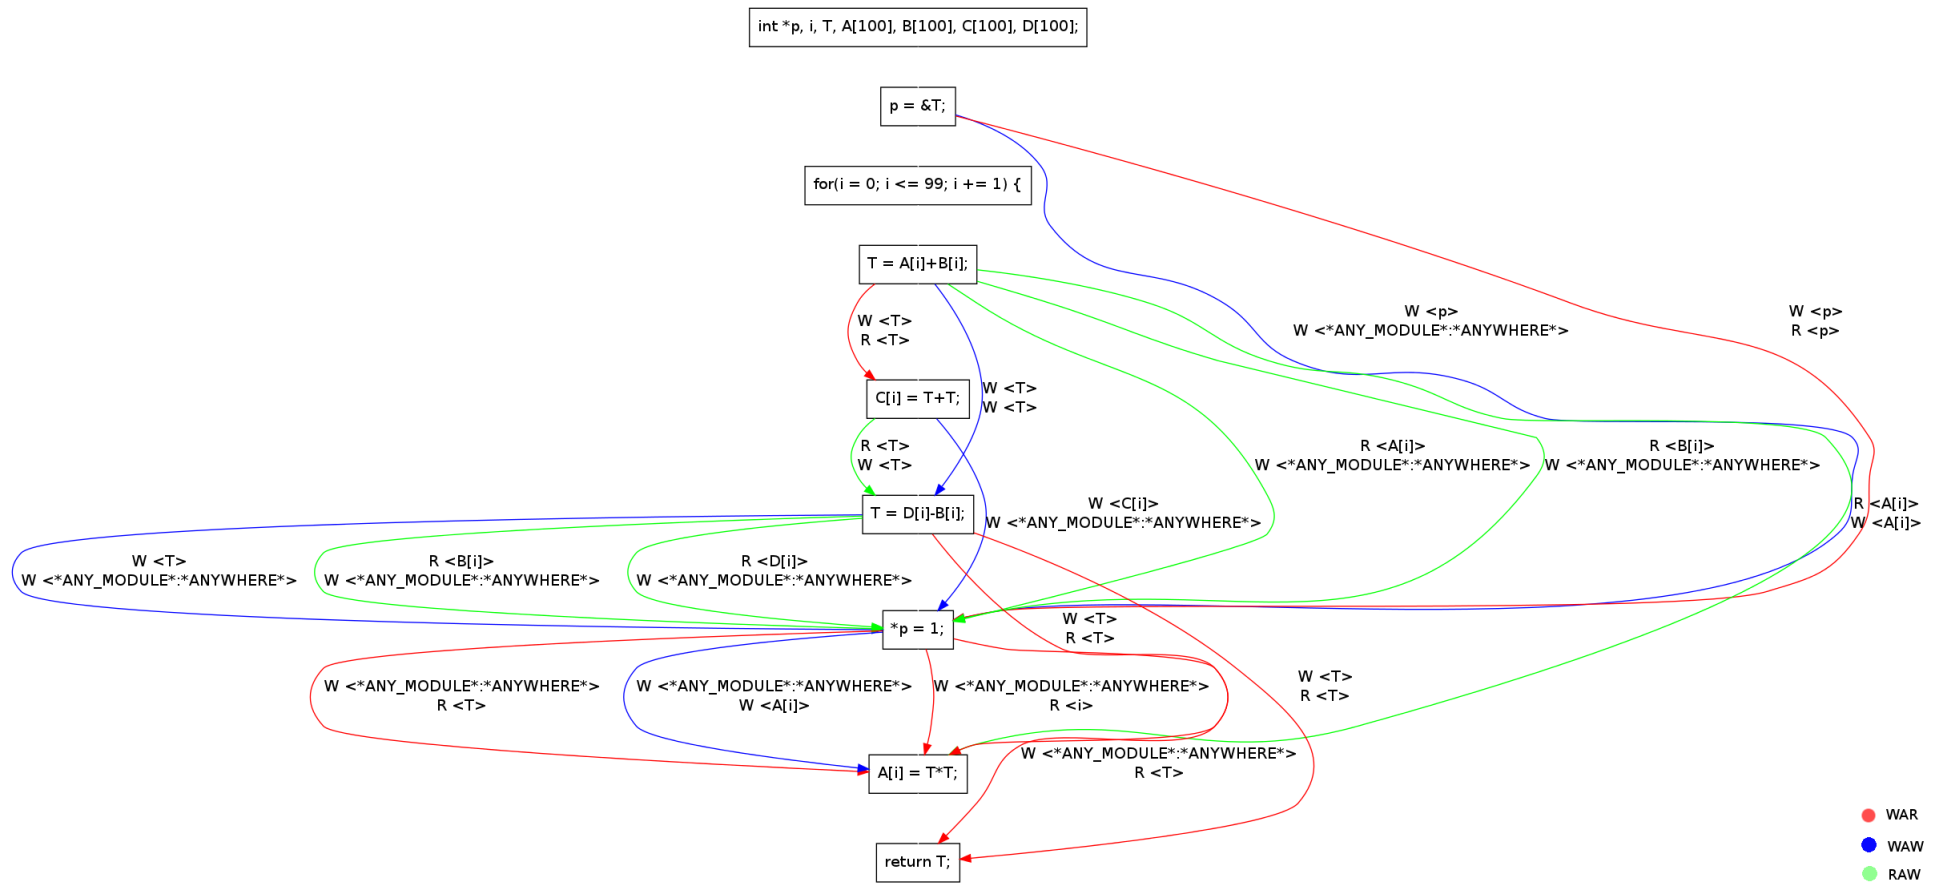 int *p, i, T, A[100], B[100], C[100], D[100];
p = &T;
for(i = 0; i <= 99; i += 1) {
T = A[i]+B[i];
W <p>
W <*ANY_MODULE*:*ANYWHERE*>
W <p>
R <p>
W <T>
R <T>
C[i] = T+T;
W <T>
W <T>
R <T>
W <T>
R <A[i]>
W <*ANY_MODULE*:*ANYWHERE*>
R <B[i]>
W <*ANY_MODULE*:*ANYWHERE*>
T = D[i]-B[i];
W <C[i]>
W <*ANY_MODULE*:*ANYWHERE*>
R <A[i]>
W <A[i]>
W <T>
W <*ANY_MODULE*:*ANYWHERE*>
R <B[i]>
W <*ANY_MODULE*:*ANYWHERE*>
R <D[i]>
W <*ANY_MODULE*:*ANYWHERE*>
*p = 1;
W <T>
R <T>
W <*ANY_MODULE*:*ANYWHERE*>
R <T>
W <*ANY_MODULE*:*ANYWHERE*>
W <A[i]>
W <*ANY_MODULE*:*ANYWHERE*>
R <i>
W <T>
R <T>
A[i] = T*T;
W <*ANY_MODULE*:*ANYWHERE*>
R <T>
return T;
WAR
WAW
RAW